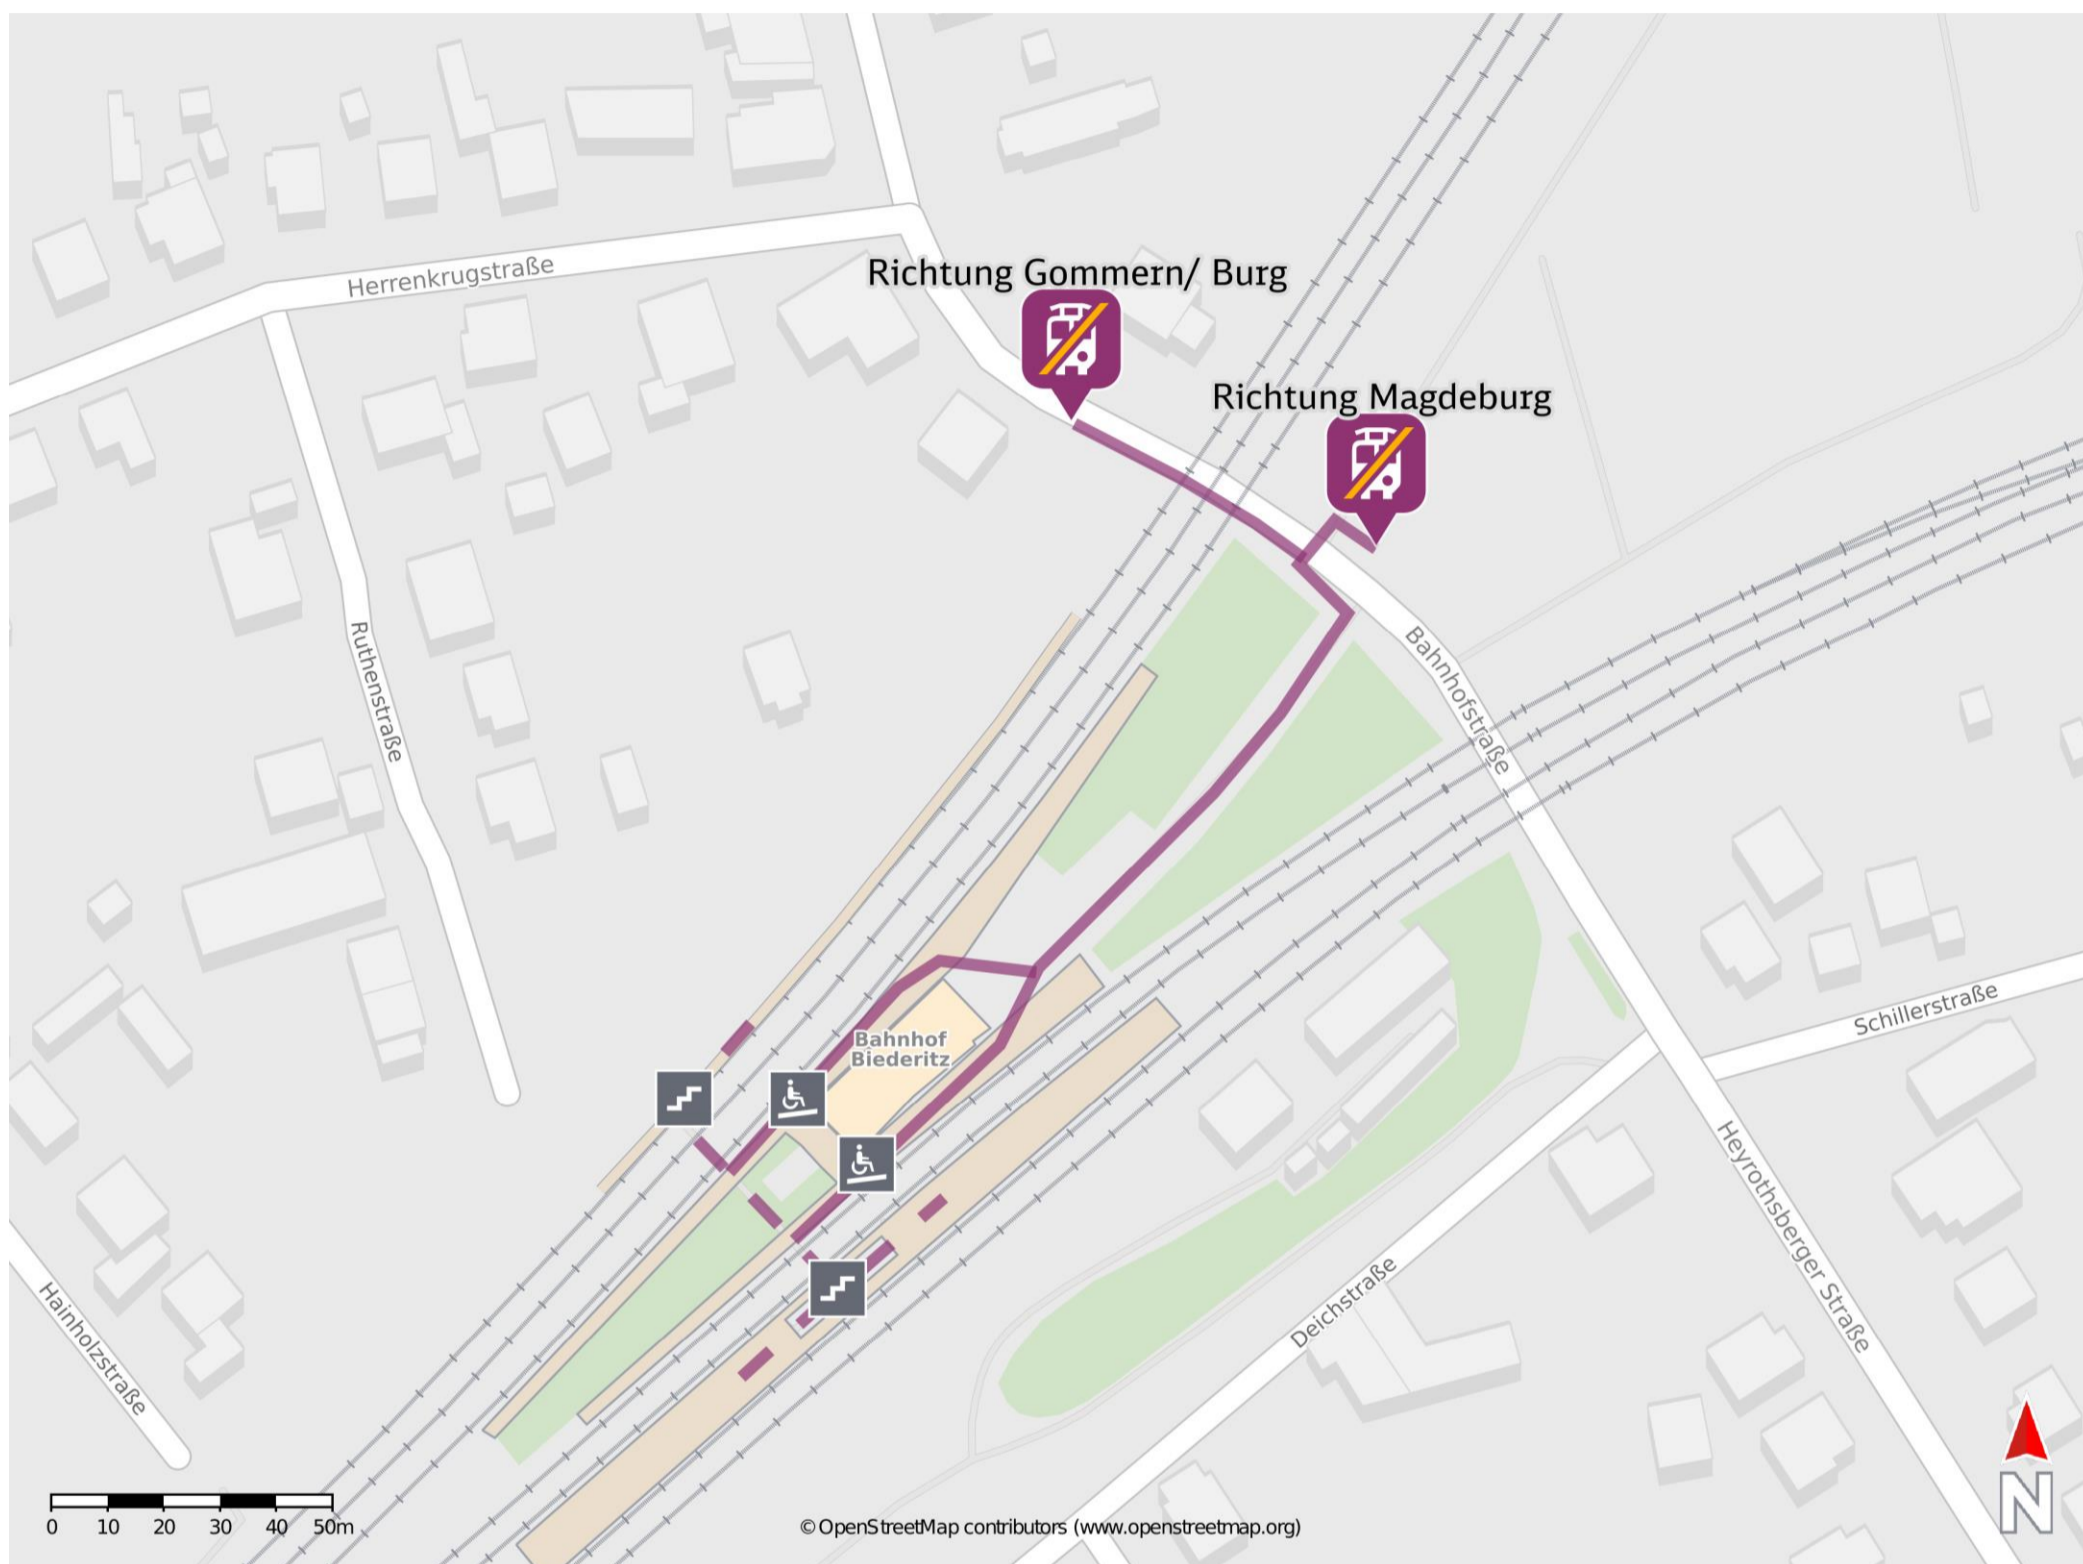 Herrenkrugstraße
Richtung Gommern/ Burg
Richtung Magdeburg
Ruthenstraße
Bahnhofstraße
Bahnhof
Biederitz
Schillerstraße
Heyrothsberger Straße
Deichstraße
Hainholzstraße
0 10 20 30 40 50m
© OpenStreetMap contributors (www.openstreetmap.org)
N